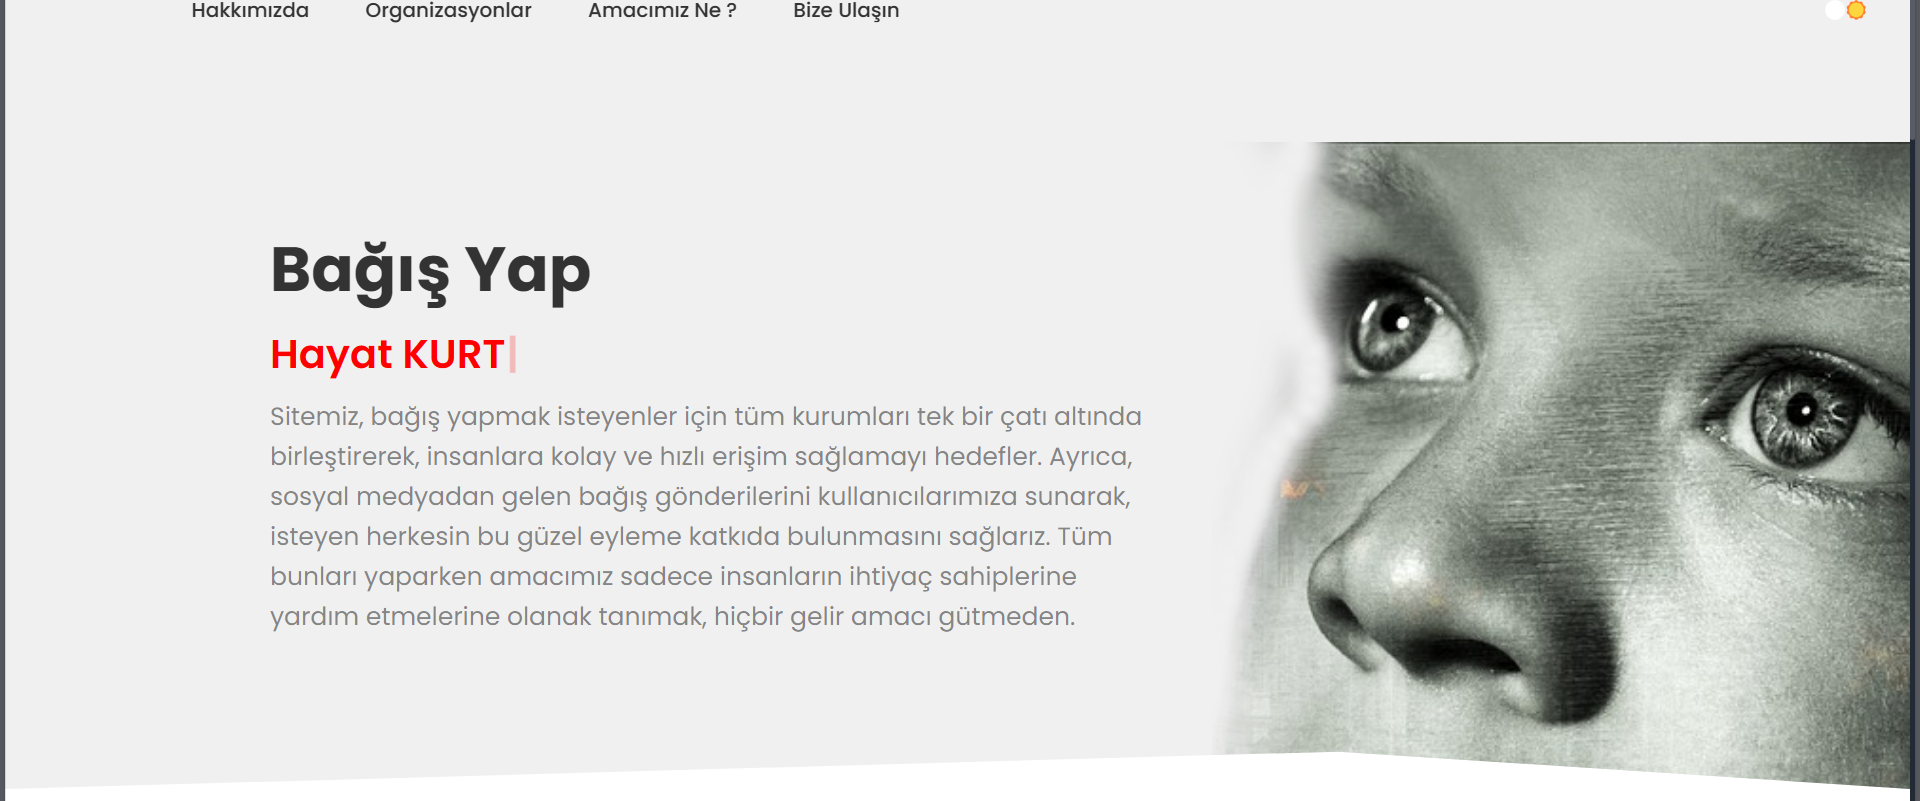 Hakkımızda Organizasyonlar Amacımız Ne ? Bize Ulaşın
Bağış Yap
Hayat KURT
Sitemiz, bağış yapmak isteyenler için tüm kurumları tek bir çatı altında
birleştirerek, insanlara kolay ve hızlı erişim sağlamayı hedefler. Ayrıca,
sosyal medyadan gelen bağış gönderilerini kullanıcılarımıza sunarak,
isteyen herkesin bu güzel eyleme katkıda bulunmasını sağlarız. Tüm
bunları yaparken amacımız sadece insanların ihtiyaç sahiplerine
yardım etmelerine olanak tanımak, hiçbir gelir amacı gütmeden.